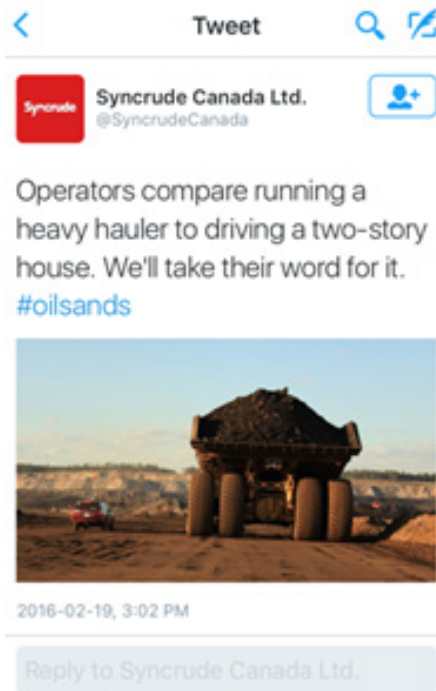 Tweet
Syncrude
Syncrude Canada Ltd.
@SyncrudeCanada
Operators compare running a
heavy hauler to driving a two-story
house. We'll take their word for it.
#oilsands
2016-02-19, 3:02 PM
Reply to Syncrude Canada Ltd.